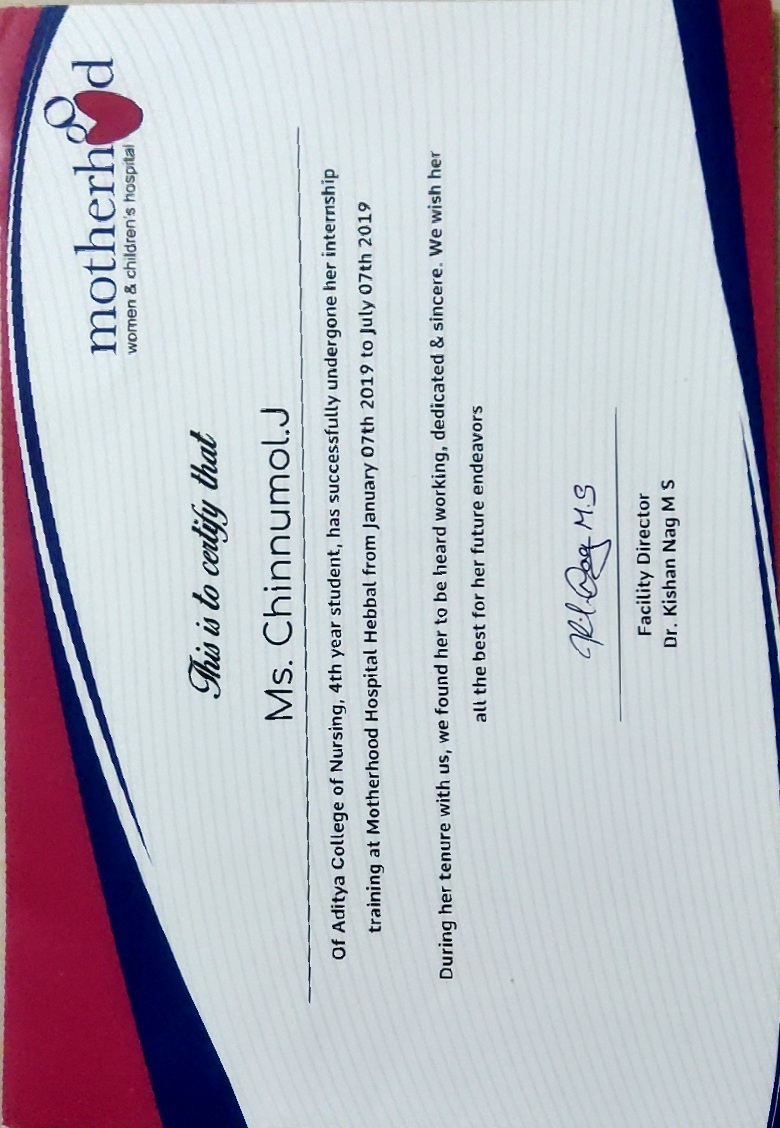 motherhood
women & children's hospital
This is to certify that
Ms. Chinnumol.J
Of Aditya College of Nursing, 4th year student, has successfully undergone her internship
training at Motherhood Hospital Hebbal from January 07th 2019 to July 07th 2019
During her tenure with us, we found her to be heard working, dedicated & sincere. We wish her
all the best for her future endeavors
Facility Director
Dr. Kishan Nag M S